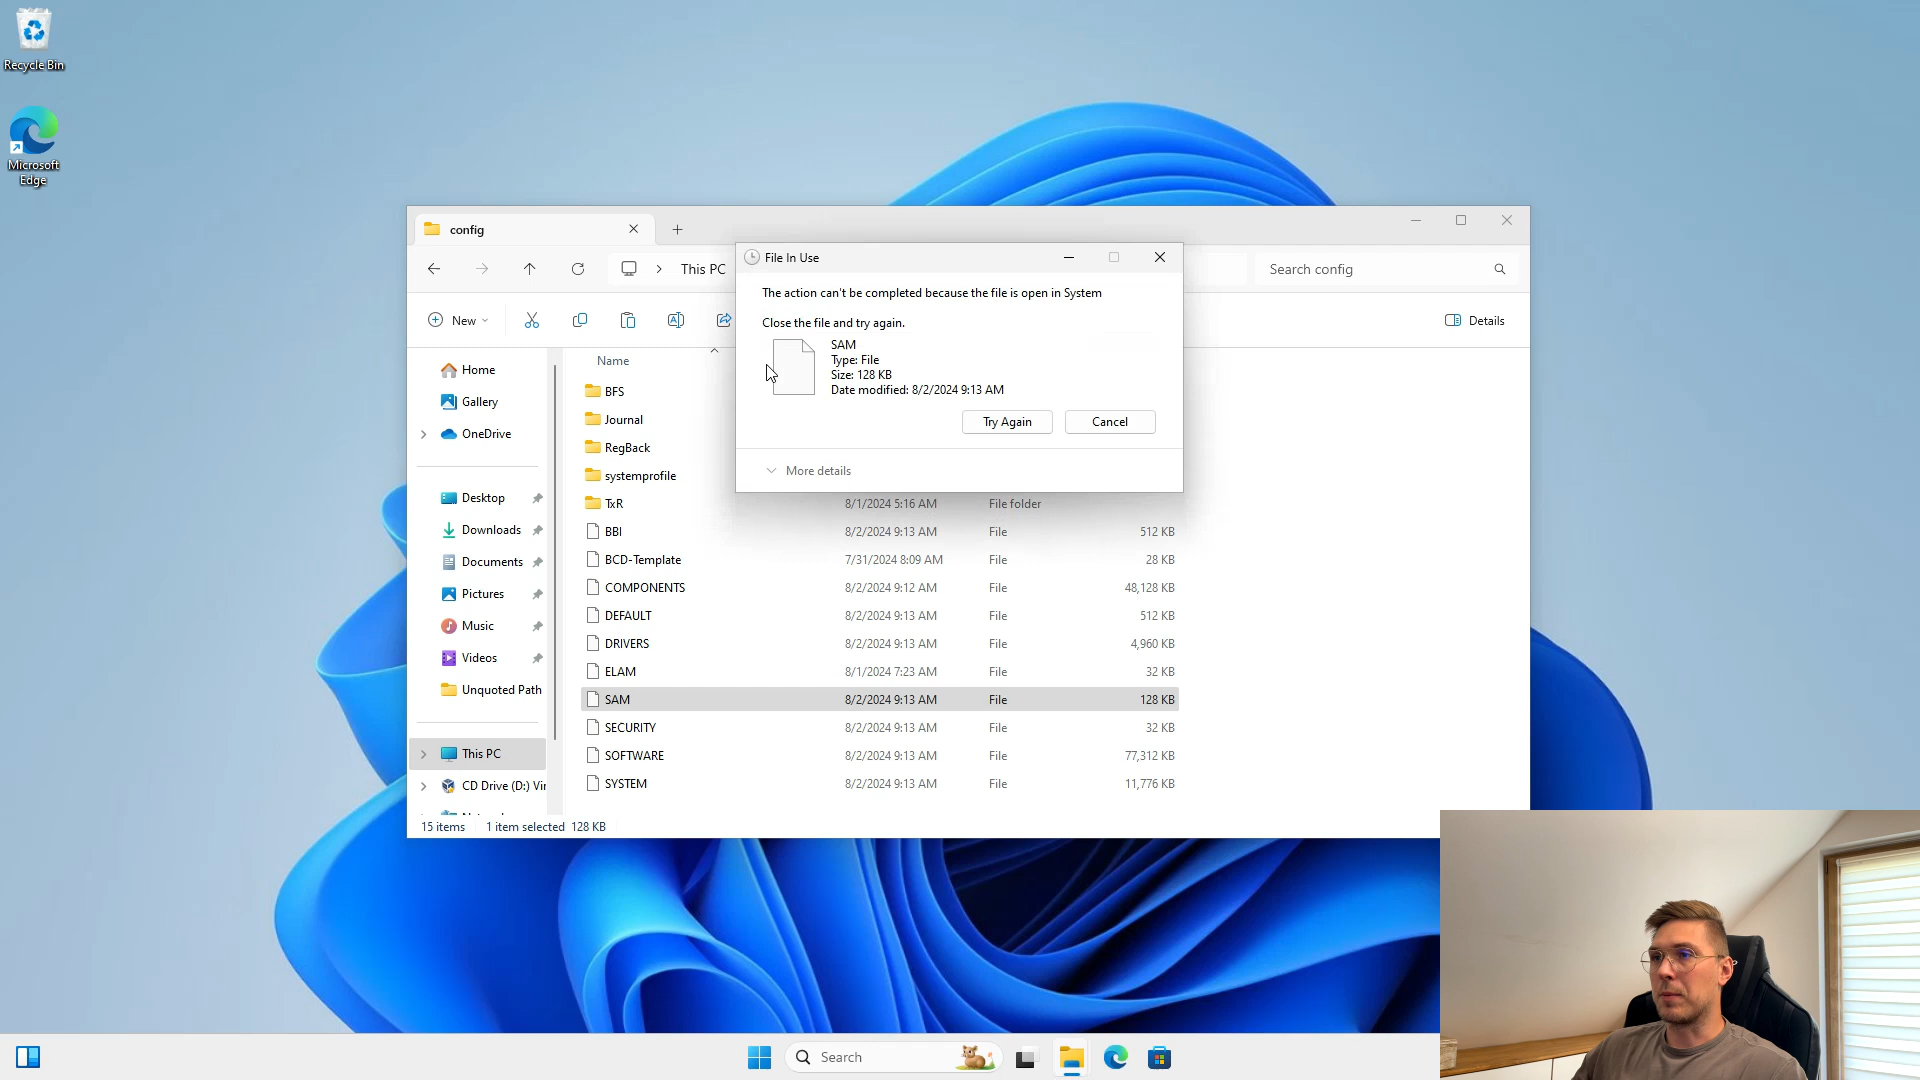 Recycle Bin
Microsoft
Edge
config
This PC
Search config
New
Details
File In Use
The action can't be completed because the file is open in System
Close the file and try again.
SAM
Type: File
Size: 128 KB
Date modified: 8/2/2024 9:13 AM
Try Again
Cancel
More details
Home
Gallery
OneDrive
Desktop
Downloads
Documents
Pictures
Music
Videos
Unquoted Path
This PC
CD Drive (D:) Vir
Name
BFS
Journal
RegBack
systemprofile
TxR 8/1/2024 5:16 AM File folder
BBI 8/2/2024 9:13 AM File 512 KB
BCD-Template 7/31/2024 8:09 AM File 28 KB
COMPONENTS 8/2/2024 9:12 AM File 48,128 KB
DEFAULT 8/2/2024 9:13 AM File 512 KB
DRIVERS 8/2/2024 9:13 AM File 4,960 KB
ELAM 8/1/2024 7:23 AM File 32 KB
SAM 8/2/2024 9:13 AM File 128 KB
SECURITY 8/2/2024 9:13 AM File 32 KB
SOFTWARE 8/2/2024 9:13 AM File 77,312 KB
SYSTEM 8/2/2024 9:13 AM File 11,776 KB
15 items 1 item selected 128 KB
Search